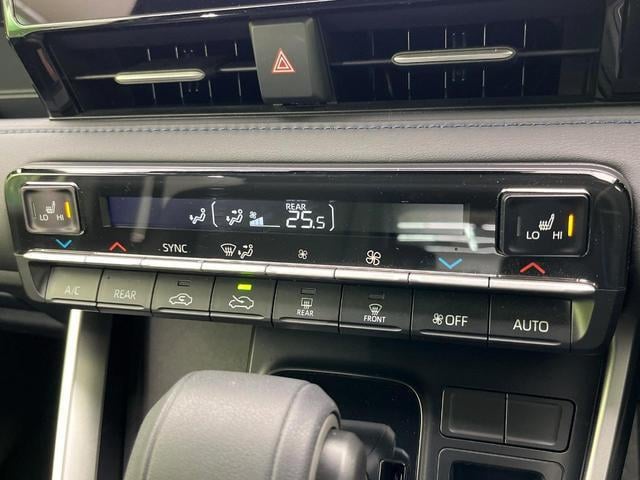 REAR
25.5
LO HI
LO HI
SYNC
A/C
REAR
REAR
FRONT
OFF
AUTO